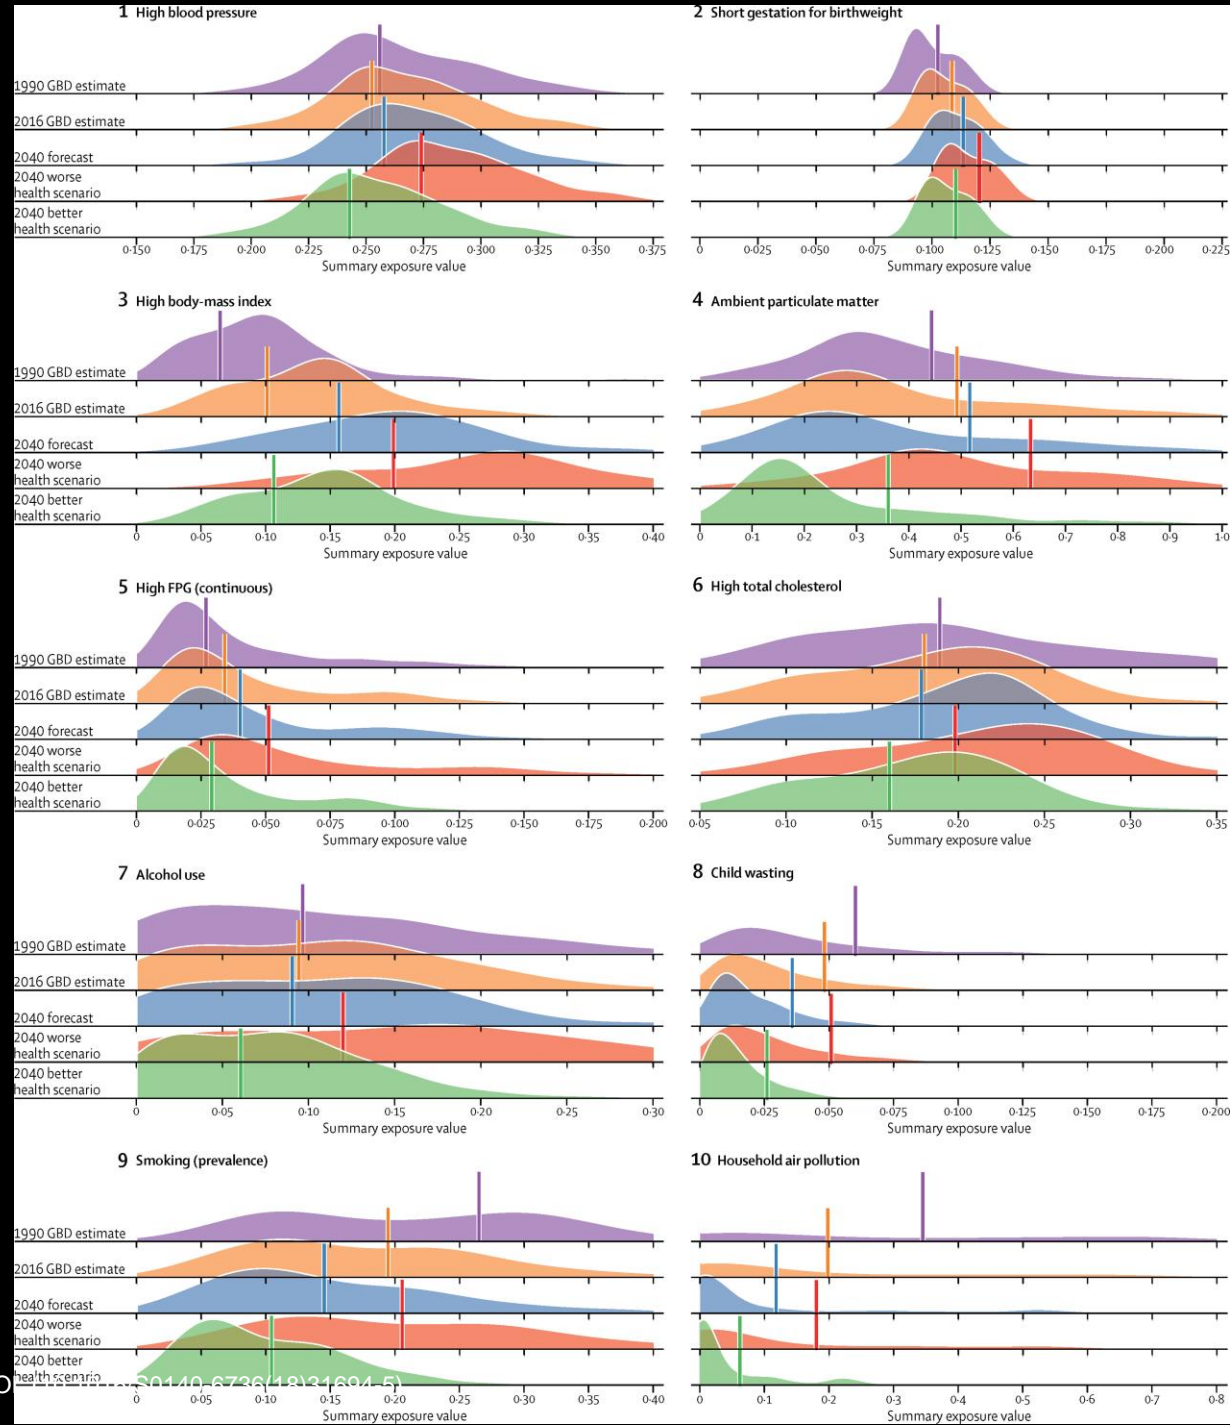 1 High blood pressure
1990 GBD estimate
2016 GBD estimate
2040 forecast
2040 worse
health scenario
2040 better
health scenario
0·150 0·175 0·200 0·225 0·250 0·275 0·300 0·325 0·350 0·375
Summary exposure value
2 Short gestation for birthweight
0 0·025 0·050 0·075 0·100 0·125 0·150 0·175 0·200 0·225
Summary exposure value
3 High body-mass index
1990 GBD estimate
2016 GBD estimate
2040 forecast
2040 worse
health scenario
2040 better
health scenario
0 0·05 0·10 0·15 0·20 0·25 0·30 0·35 0·40
Summary exposure value
4 Ambient particulate matter
0 0·1 0·2 0·3 0·4 0·5 0·6 0·7 0·8 0·9 1·0
Summary exposure value
5 High FPG (continuous)
1990 GBD estimate
2016 GBD estimate
2040 forecast
2040 worse
health scenario
2040 better
health scenario
0 0·025 0·050 0·075 0·100 0·125 0·150 0·175 0·200
Summary exposure value
6 High total cholesterol
0·05 0·10 0·15 0·20 0·25 0·30 0·35
Summary exposure value
7 Alcohol use
1990 GBD estimate
2016 GBD estimate
2040 forecast
2040 worse
health scenario
2040 better
health scenario
0 0·05 0·10 0·15 0·20 0·25 0·30
Summary exposure value
8 Child wasting
0 0·025 0·050 0·075 0·100 0·125 0·150 0·175 0·200
Summary exposure value
9 Smoking (prevalence)
1990 GBD estimate
2016 GBD estimate
2040 forecast
2040 worse
health scenario
2040 better
health scenario
0 0·05 0·10 0·15 0·20 0·25 0·30 0·35 0·40
Summary exposure value
10 Household air pollution
0 0·1 0·2 0·3 0·4 0·5 0·6 0·7 0·8
Summary exposure value
S0140-6736(18)31694-5)